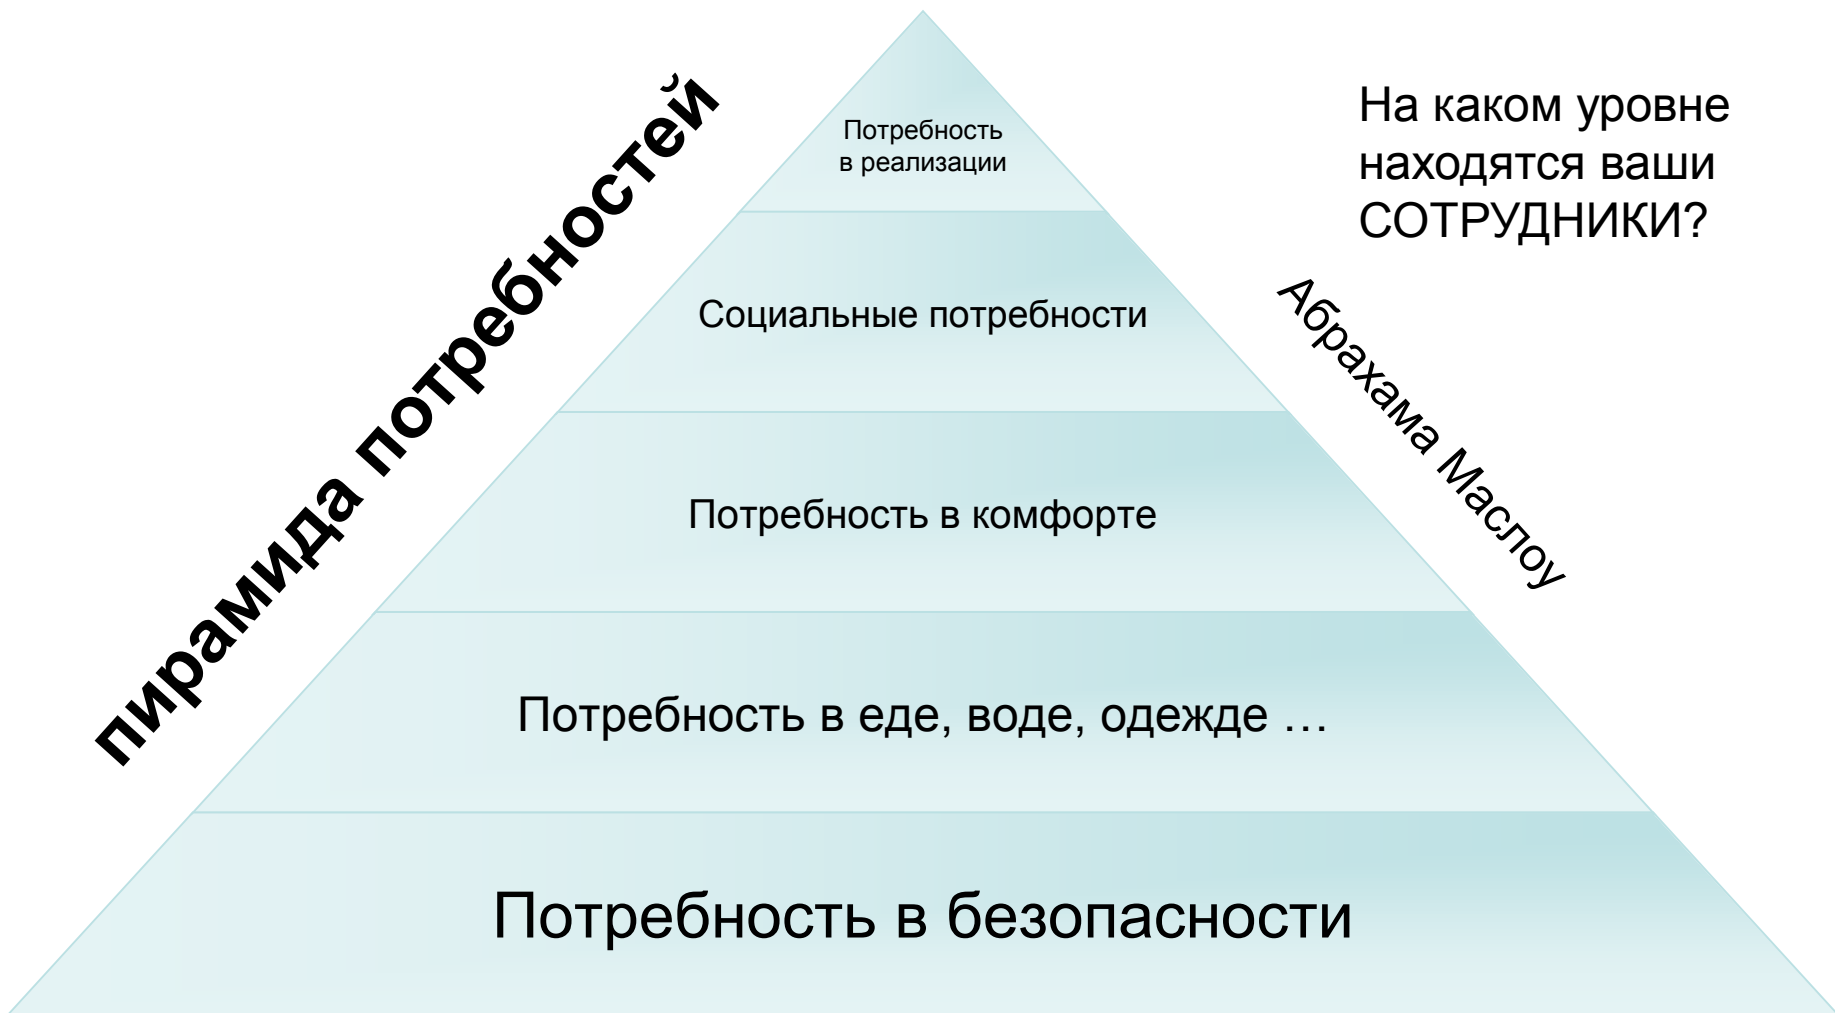 пирамида потребностей
Потребность
в реализации
На каком уровне
находятся ваши
СОТРУДНИКИ?
Абрахама Маслоу
Социальные потребности
Потребность в комфорте
Потребность в еде, воде, одежде …
Потребность в безопасности